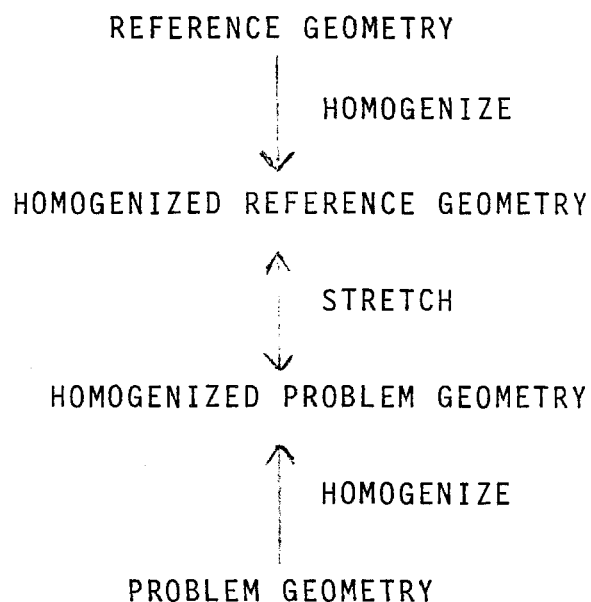 REFERENCE GEOMETRY
HOMOGENIZE
HOMOGENIZED REFERENCE GEOMETRY
STRETCH
HOMOGENIZED PROBLEM GEOMETRY
HOMOGENIZE
PROBLEM GEOMETRY